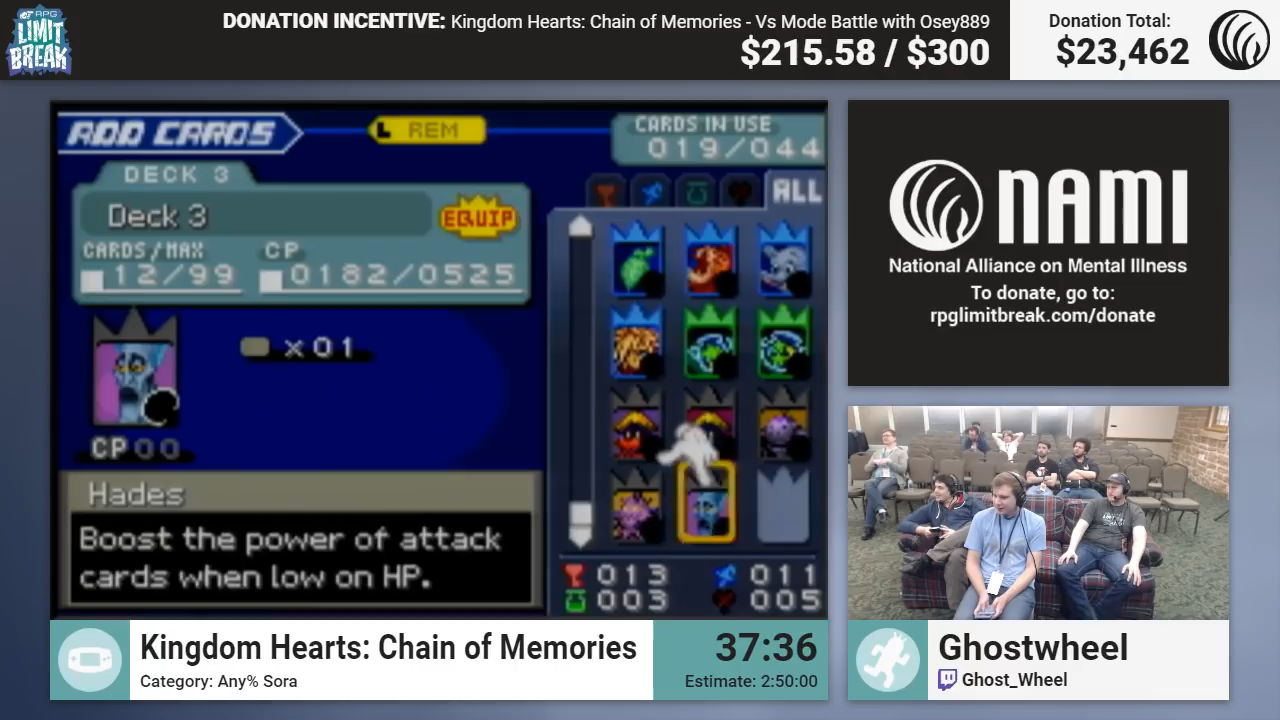 RPG
LIMIT
BREAK
DONATION INCENTIVE: Kingdom Hearts: Chain of Memories - Vs Mode Battle with Osey889
$215.58 / $300
Donation Total:
$23,462
ADD CARDS
L REM
CARDS IN USE
019/044
DECK 3
ALL
Deck 3
EQUIP
CARDS/MAX CP
12/99 0182/0525
x01
CP00
Hades
Boost the power of attack
cards when low on HP.
013 011
003 005
NAMI
National Alliance on Mental Illness
To donate, go to:
rpglimitbreak.com/donate
Kingdom Hearts: Chain of Memories
Category: Any% Sora
37:36
Estimate: 2:50:00
Ghostwheel
Ghost_Wheel